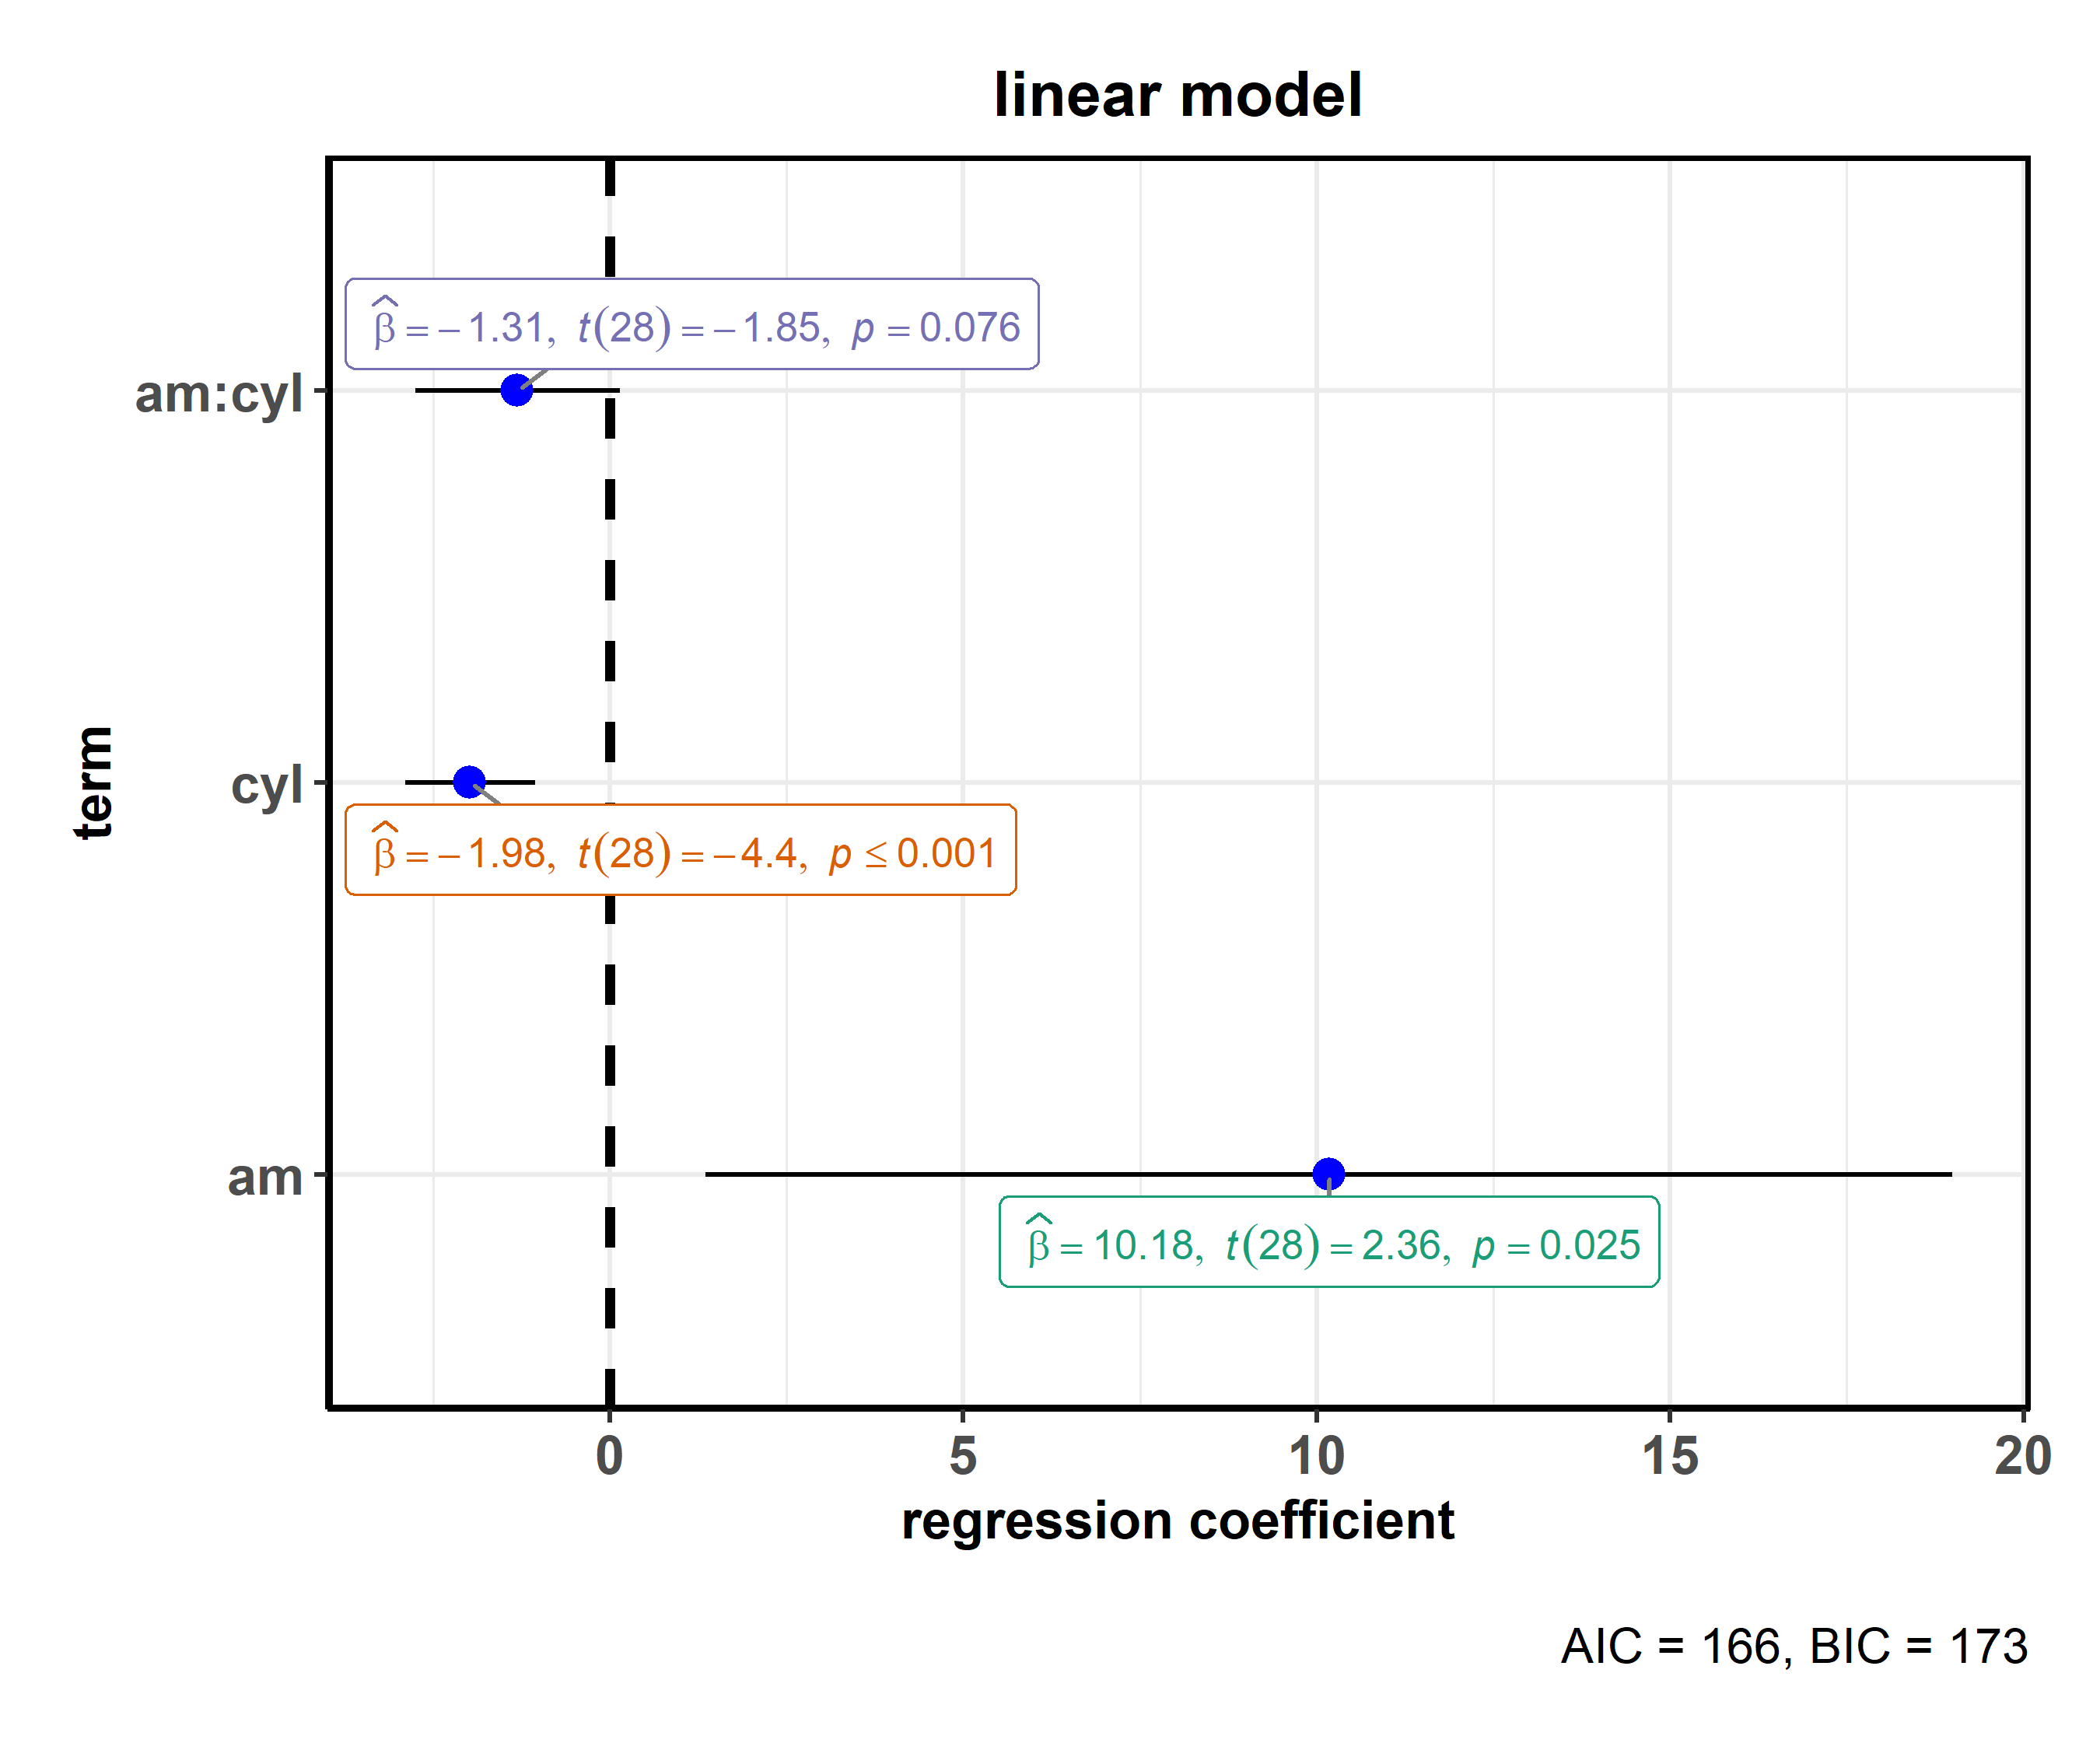 linear model
β̂ = −1.31, t(28) = −1.85, p = 0.076
am:cyl
term
cyl
β̂ = −1.98, t(28) = −4.4, p ≤ 0.001
am
β̂ = 10.18, t(28) = 2.36, p = 0.025
0 5 10 15 20
regression coefficient
AIC = 166, BIC = 173